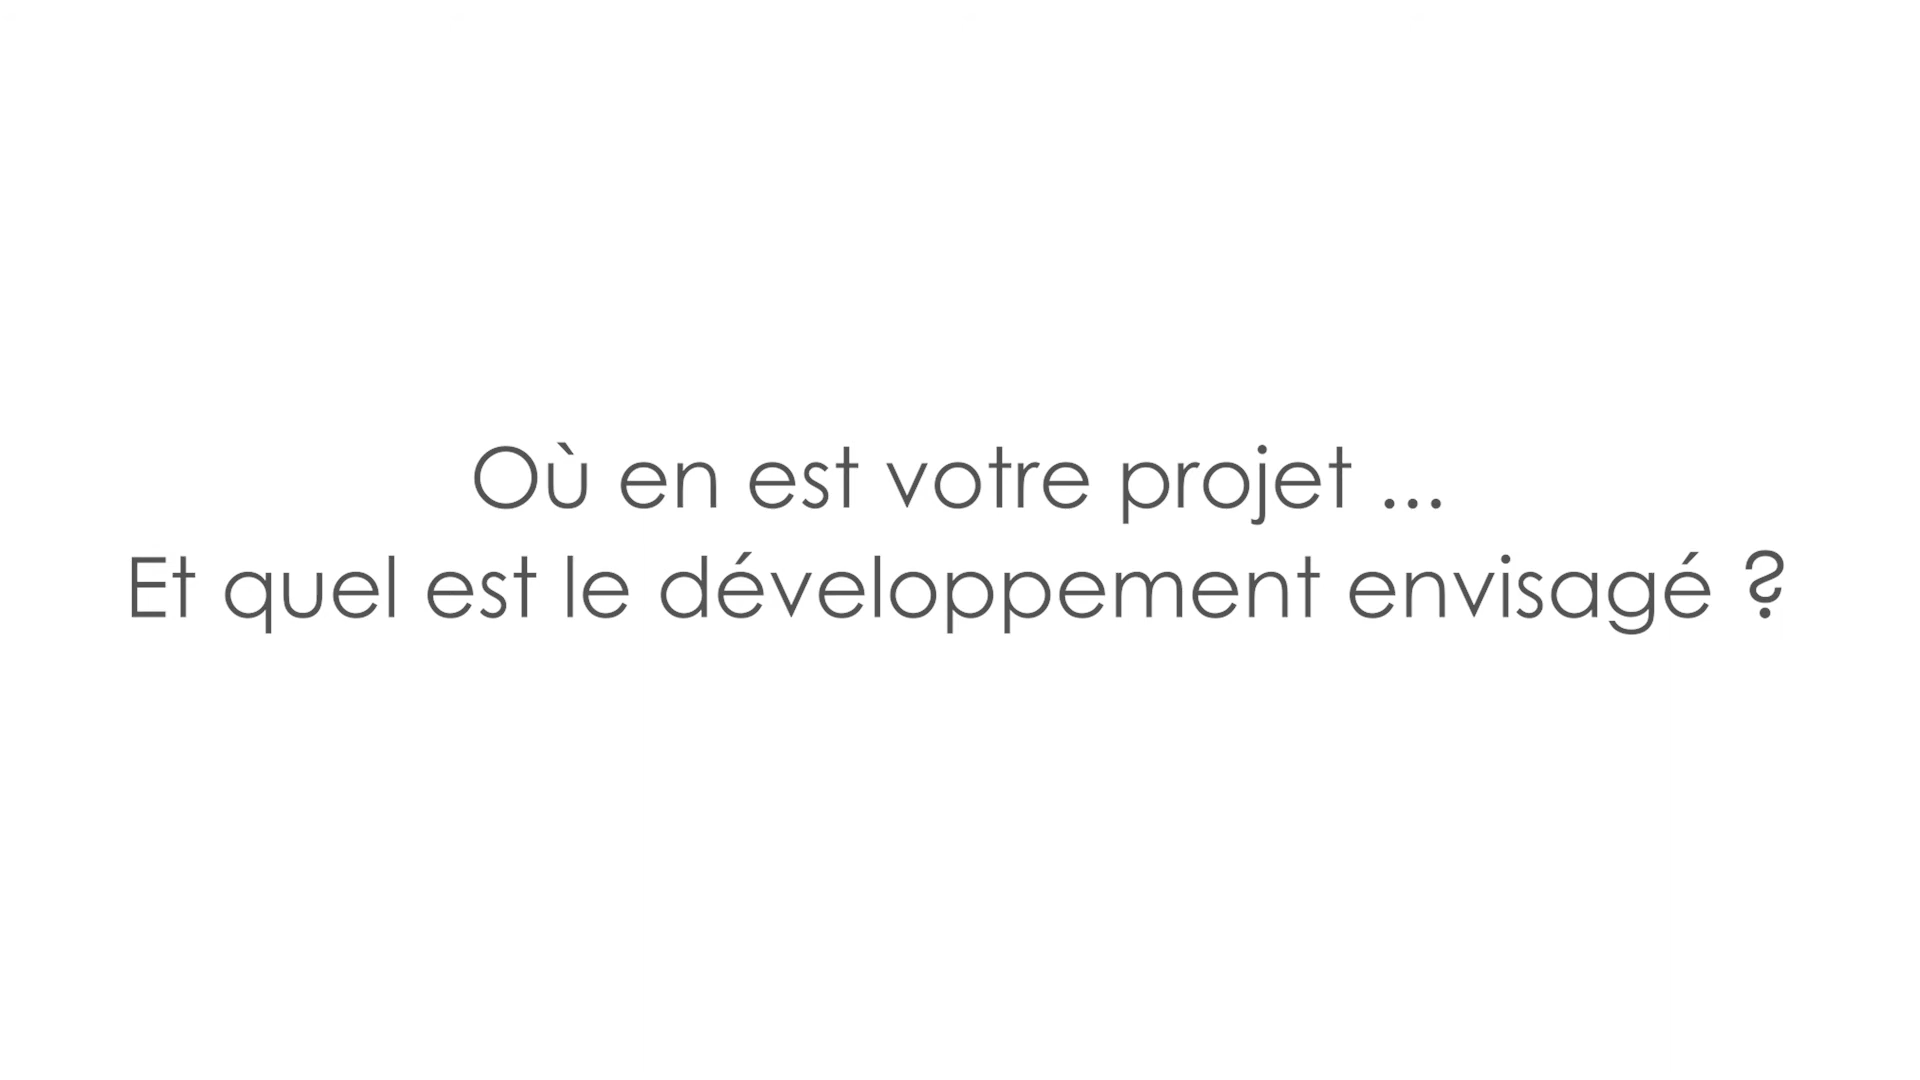 Où en est votre projet ...
Et quel est le développement envisagé ?